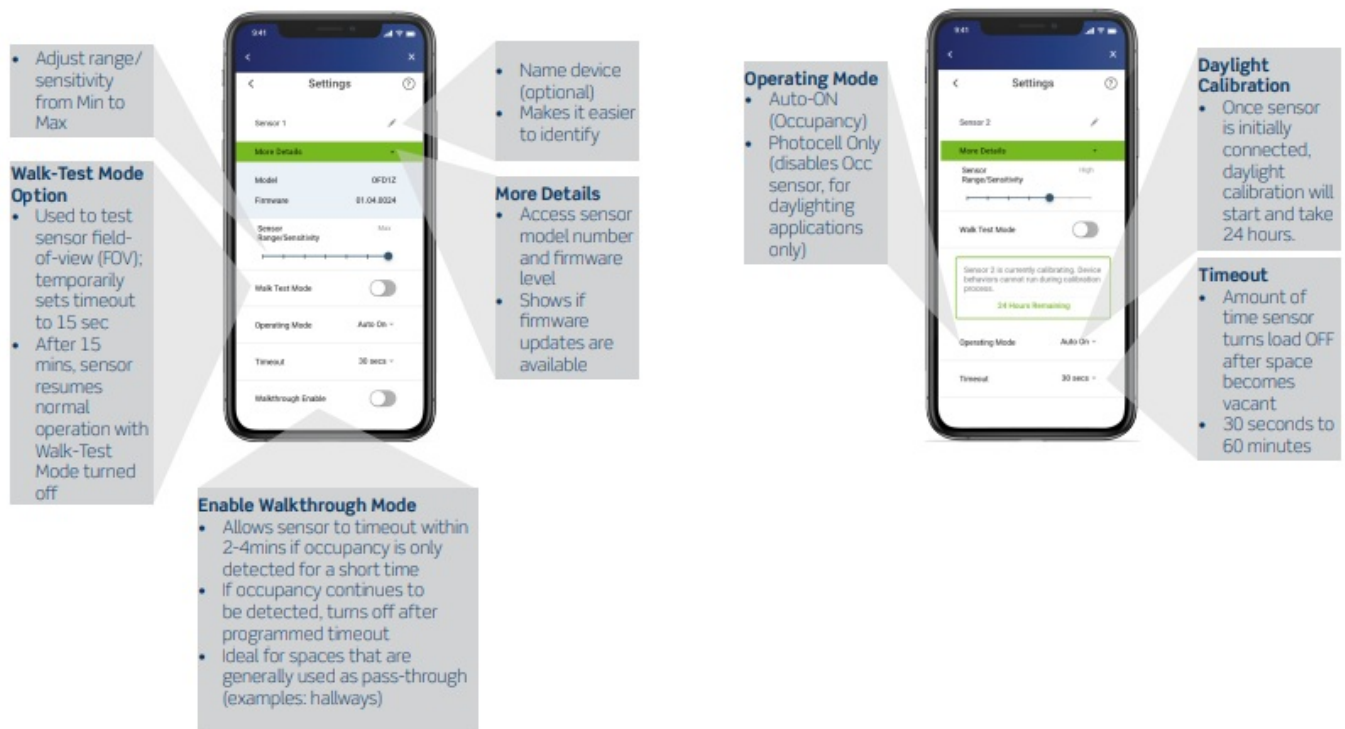 • Adjust range/
sensitivity
from Min to
Max
Walk-Test Mode
Option
• Used to test
sensor field-
of-view (FOV);
temporarily
sets timeout
to 15 sec
• After 15
mins, sensor
resumes
normal
operation with
Walk-Test
Mode turned
off
9:41
Settings
Sensor 1
More Details
Model OFD1Z
Firmware 01.04.0024
Sensor Max
Range/Sensitivity
Walk Test Mode
Operating Mode Auto On
Timeout 30 secs
Walkthrough Enable
• Name device
(optional)
• Makes it easier
to identify
More Details
• Access sensor
model number
and firmware
level
• Shows if
firmware
updates are
available
Enable Walkthrough Mode
• Allows sensor to timeout within
2-4mins if occupancy is only
detected for a short time
• If occupancy continues to
be detected, turns off after
programmed timeout
• Ideal for spaces that are
generally used as pass-through
(examples: hallways)
Operating Mode
• Auto-ON
(Occupancy)
• Photocell Only
(disables Occ
sensor, for
daylighting
applications
only)
9:41
Settings
Sensor 2
More Details
Sensor High
Range/Sensitivity
Walk Test Mode
Sensor 2 is currently calibrating. Device
behaviors cannot run during calibration
process.
24 Hours Remaining
Operating Mode Auto On
Timeout 30 secs
Daylight
Calibration
• Once sensor
is initially
connected,
daylight
calibration will
start and take
24 hours.
Timeout
• Amount of
time sensor
turns load OFF
after space
becomes
vacant
• 30 seconds to
60 minutes